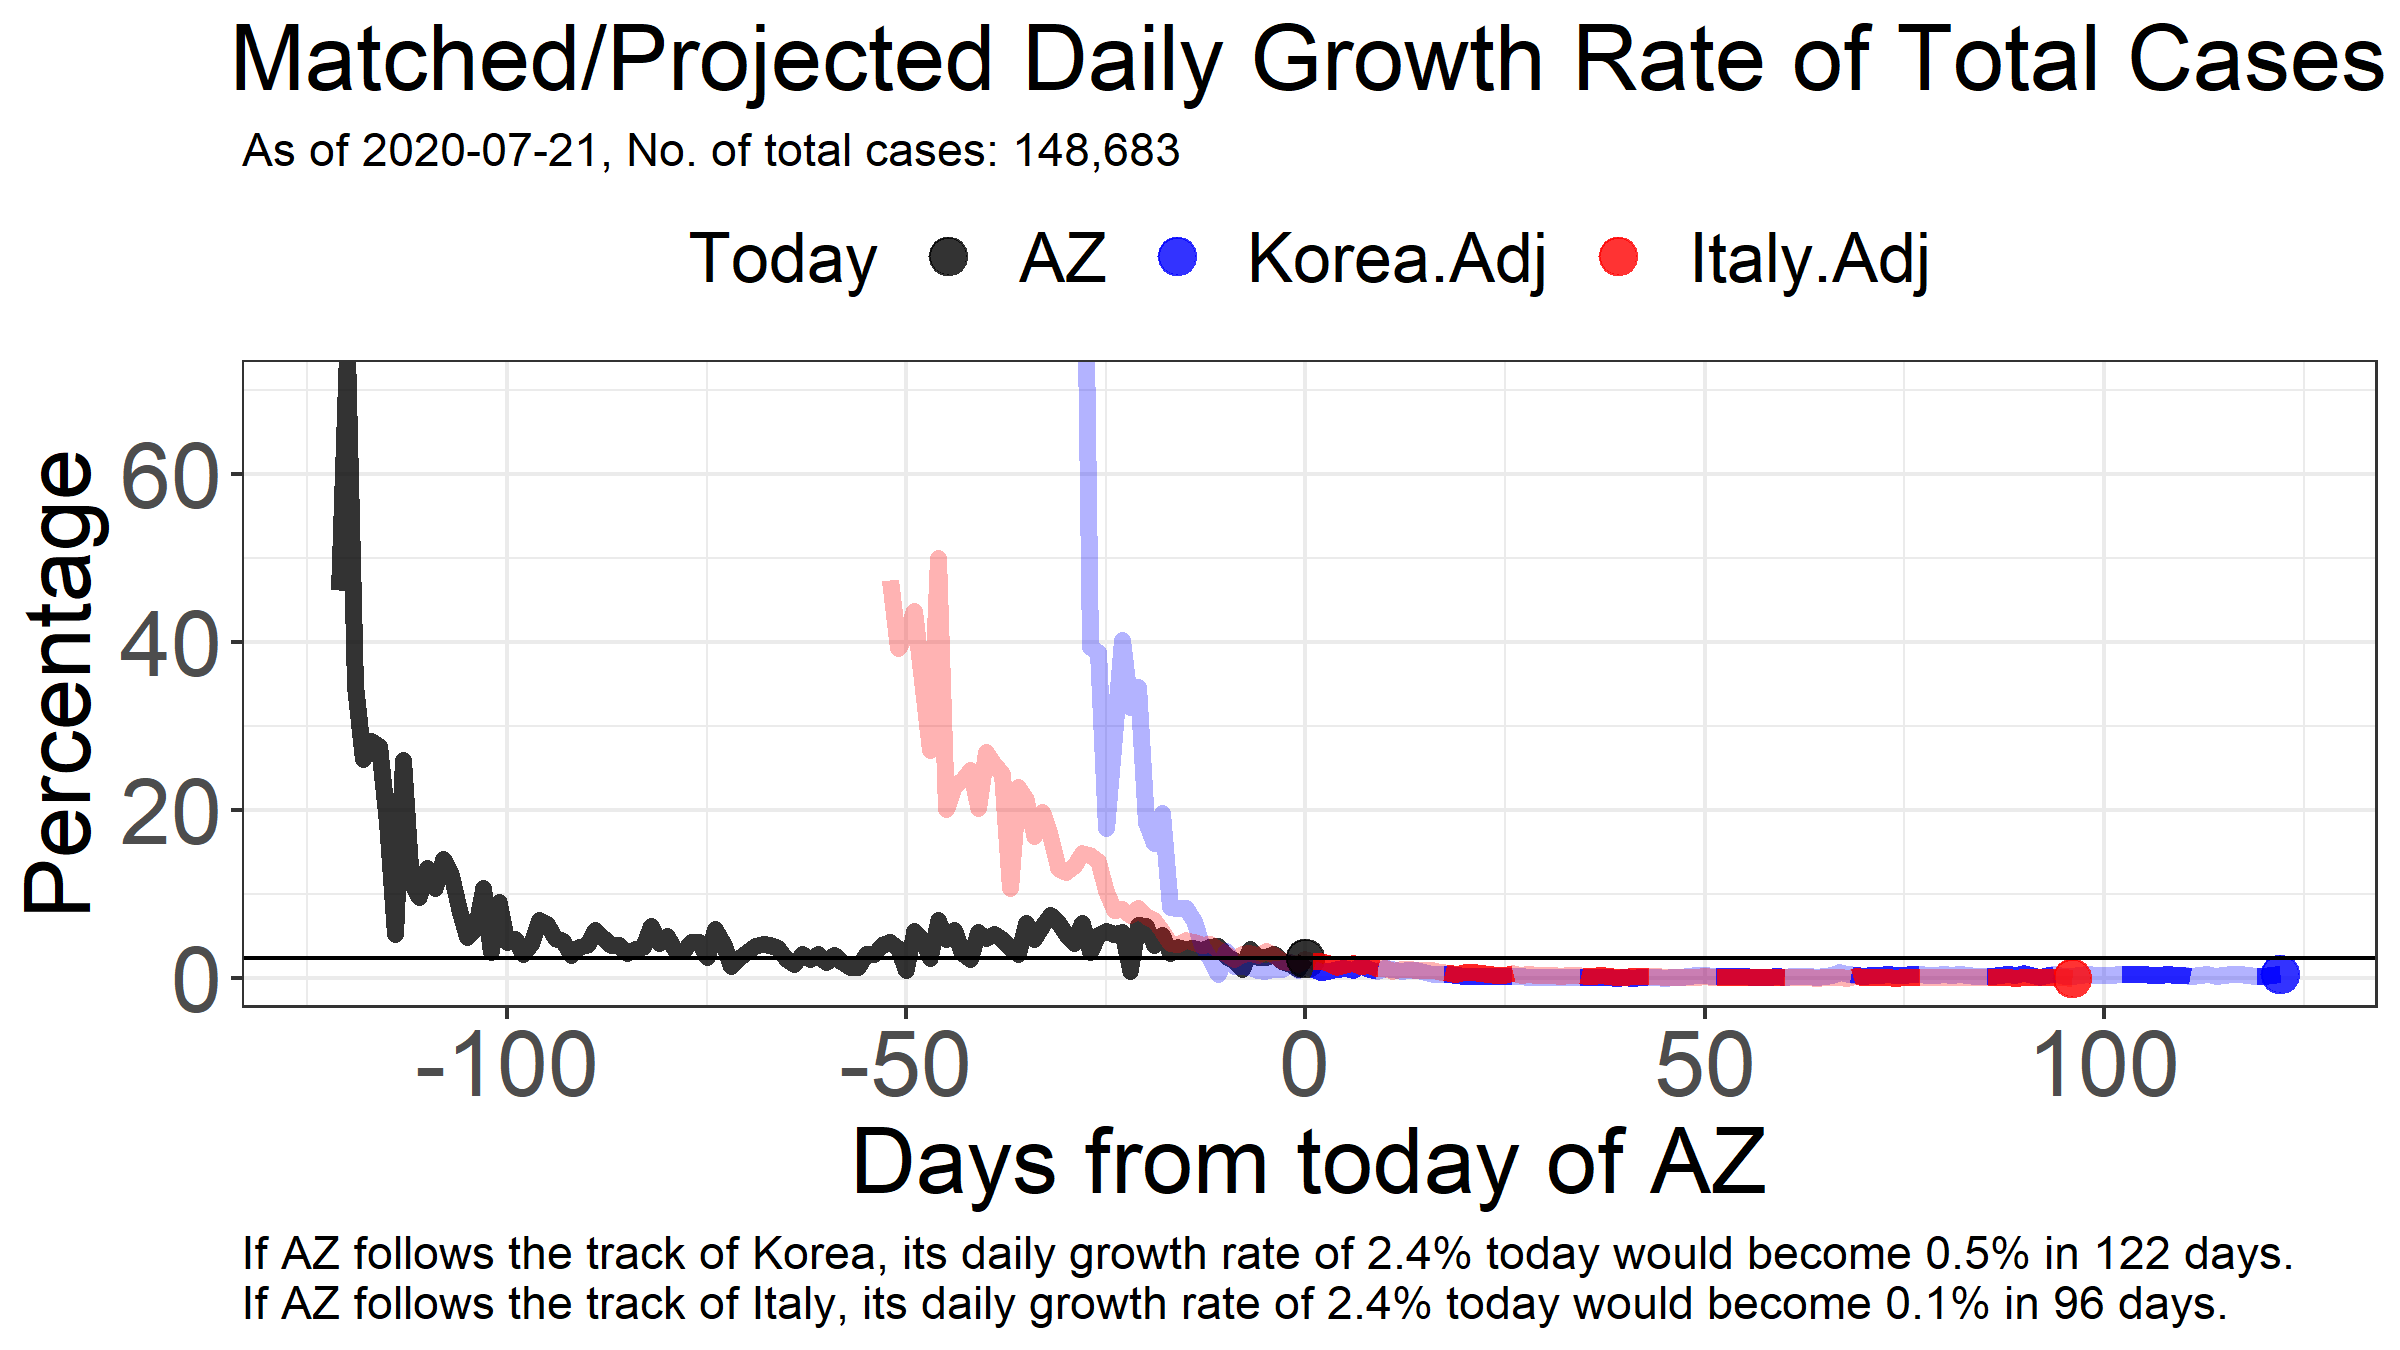 Matched/Projected Daily Growth Rate of Total Cases
As of 2020-07-21, No. of total cases: 148,683
Today AZ Korea.Adj Italy.Adj
Percentage
60
40
20
0
-100 -50 0 50 100
Days from today of AZ
If AZ follows the track of Korea, its daily growth rate of 2.4% today would become 0.5% in 122 days.
If AZ follows the track of Italy, its daily growth rate of 2.4% today would become 0.1% in 96 days.